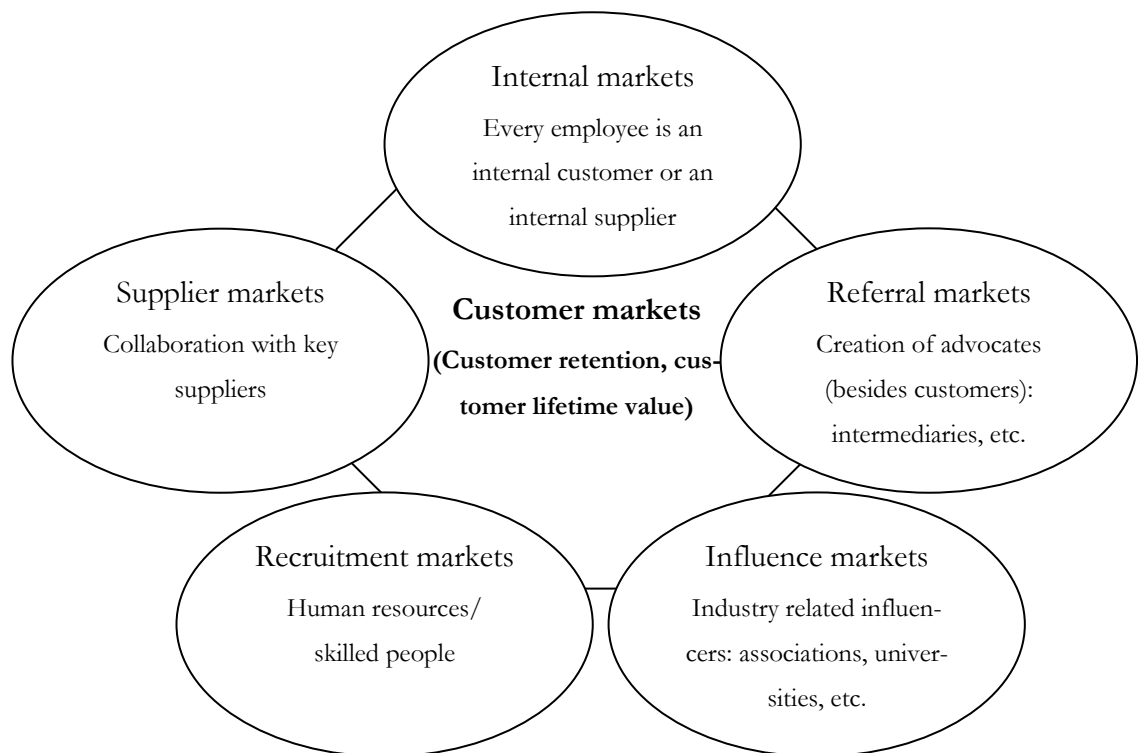 Internal markets
Every employee is an
internal customer or an
internal supplier
Supplier markets
Collaboration with key
suppliers
Customer markets
(Customer retention, cus-
tomer lifetime value)
Referral markets
Creation of advocates
(besides customers):
intermediaries, etc.
Recruitment markets
Human resources/
skilled people
Influence markets
Industry related influen-
cers: associations, univer-
sities, etc.